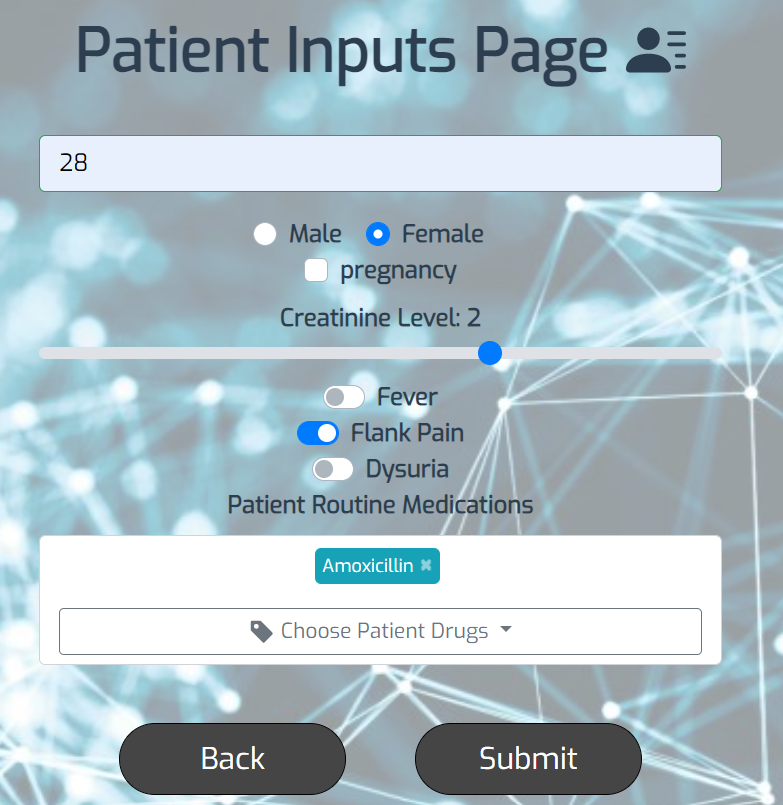 Patient Inputs Page
28
Male Female
pregnancy
Creatinine Level: 2
Fever
Flank Pain
Dysuria
Patient Routine Medications
Amoxicillin ×
Choose Patient Drugs
Back Submit